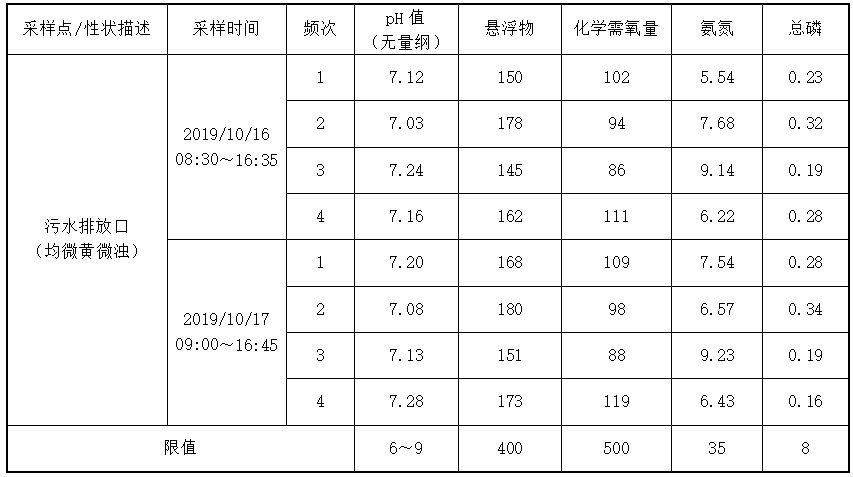 采样点/性状描述 采样时间 频次 pH 值
（无量纲） 悬浮物 化学需氧量 氨氮 总磷
污水排放口
（均微黄微浊）
2019/10/16
08:30～16:35
1 7.12 150 102 5.54 0.23
2 7.03 178 94 7.68 0.32
3 7.24 145 86 9.14 0.19
4 7.16 162 111 6.22 0.28
2019/10/17
09:00～16:45
1 7.20 168 109 7.54 0.28
2 7.08 180 98 6.57 0.34
3 7.13 151 88 9.23 0.19
4 7.28 173 119 6.43 0.16
限值 6～9 400 500 35 8